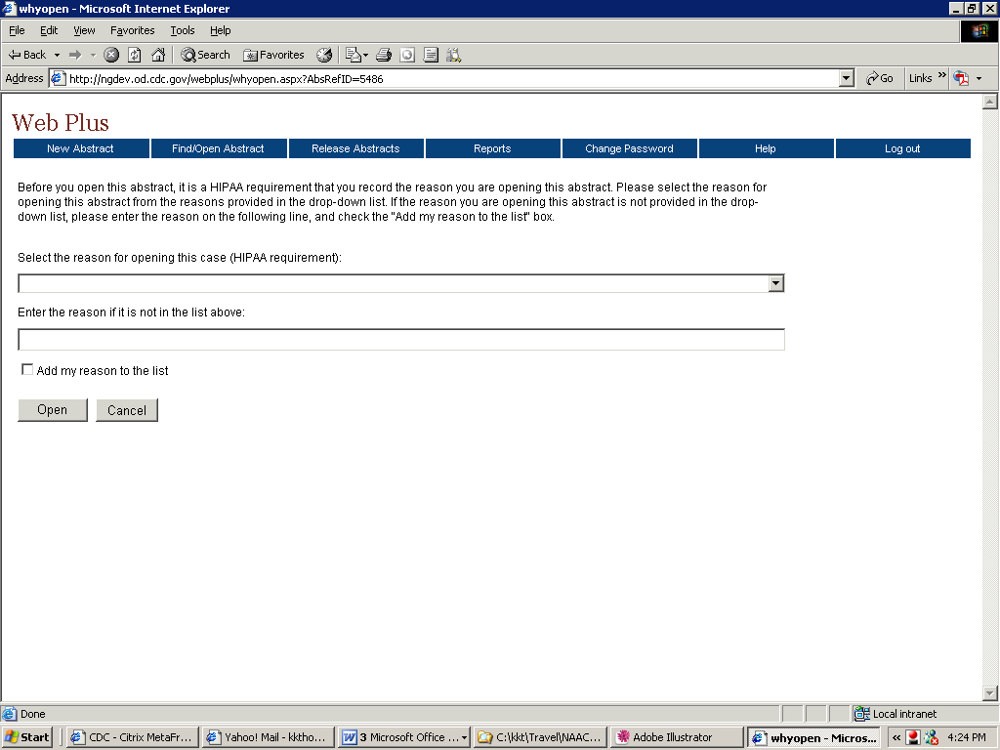 whyopen - Microsoft Internet Explorer
File Edit View Favorites Tools Help
Back Search Favorites
Address http://ngdev.od.cdc.gov/webplus/whyopen.aspx?AbsRefID=5486 Go Links »
Web Plus
New Abstract Find/Open Abstract Release Abstracts Reports Change Password Help Log out
Before you open this abstract, it is a HIPAA requirement that you record the reason you are opening this abstract. Please select the reason for
opening this abstract from the reasons provided in the drop-down list. If the reason you are opening this abstract is not provided in the drop-
down list, please enter the reason on the following line, and check the "Add my reason to the list" box.
Select the reason for opening this case (HIPAA requirement):
Enter the reason if it is not in the list above:
Add my reason to the list
Open Cancel
Done Local intranet
Start CDC - Citrix MetaFr... Yahoo! Mail - kktho... 3 Microsoft Office ... C:\kkt\Travel\NAAC... Adobe Illustrator whyopen - Micros... « 4:24 PM